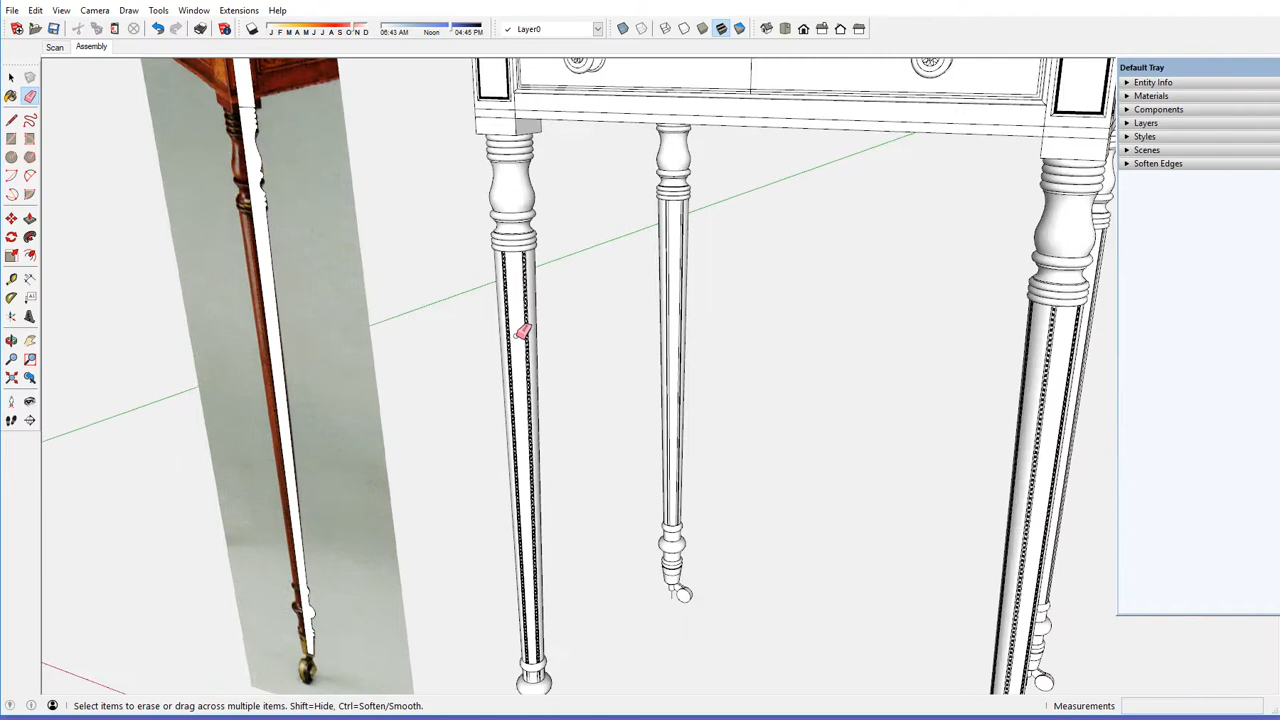 File Edit View Camera Draw Tools Window Extensions Help
J F M A M J J A S O N D
06:43 AM Noon 04:45 PM
Layer0
Scan Assembly
Default Tray
Entity Info
Materials
Components
Layers
Styles
Scenes
Soften Edges
Select items to erase or drag across multiple items. Shift=Hide, Ctrl=Soften/Smooth.
Measurements